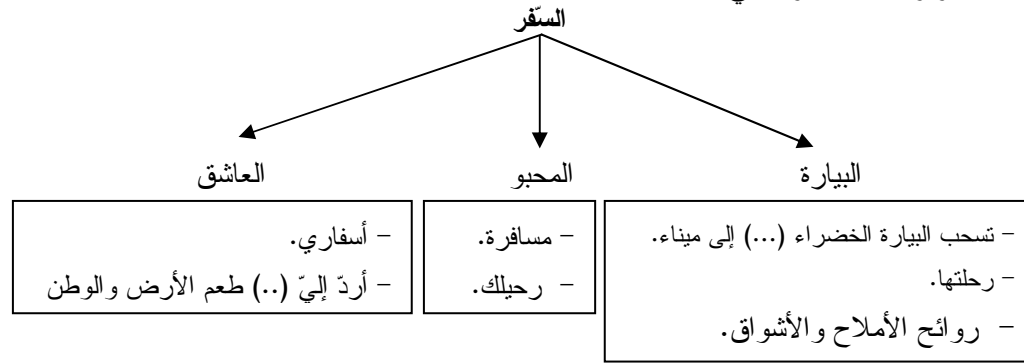 السّفر
البيارة
المحبو
العاشق
- تسحب البيارة الخضراء (...) إلى ميناء.
- رحلتها.
- روائح الأملاح والأشواق.
- مسافرة.
- رحيلك.
- أسفاري.
- أردّ إليّ (..) طعم الأرض والوطن